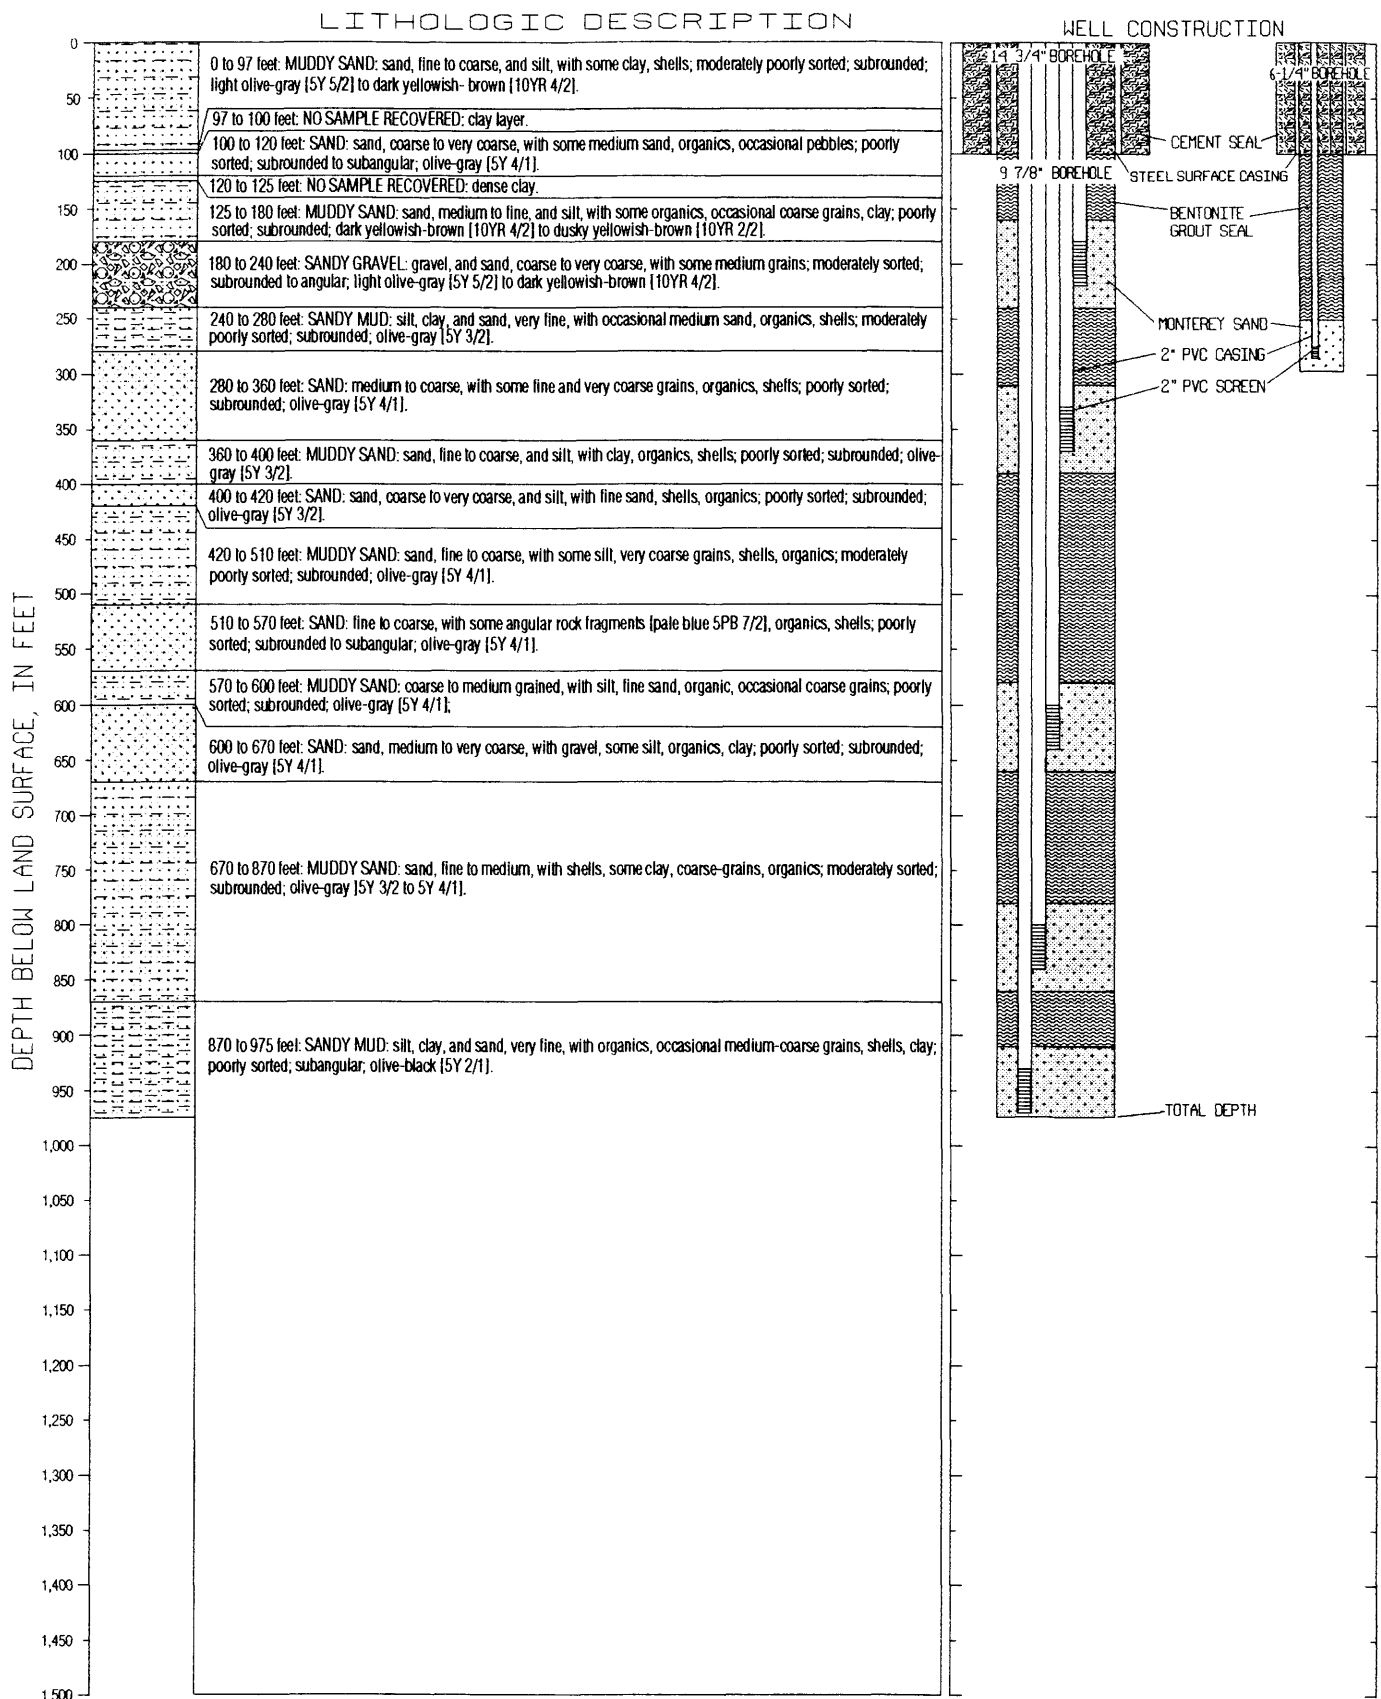 LITHOLOGIC DESCRIPTION
WELL CONSTRUCTION
DEPTH BELOW LAND SURFACE, IN FEET
0
50
100
150
200
250
300
350
400
450
500
550
600
650
700
750
800
850
900
950
1,000
1,050
1,100
1,150
1,200
1,250
1,300
1,350
1,400
1,450
1,500
0 to 97 feet: MUDDY SAND: sand, fine to coarse, and silt, with some clay, shells; moderately poorly sorted; subrounded;
light olive-gray [5Y 5/2] to dark yellowish- brown [10YR 4/2].
97 to 100 feet: NO SAMPLE RECOVERED: clay layer.
100 to 120 feet: SAND: sand, coarse to very coarse, with some medium sand, organics, occasional pebbles; poorly
sorted; subrounded to subangular; olive-gray [5Y 4/1].
120 to 125 feet: NO SAMPLE RECOVERED: dense clay.
125 to 180 feet: MUDDY SAND: sand, medium to fine, and silt, with some organics, occasional coarse grains, clay; poorly
sorted; subrounded; dark yellowish-brown [10YR 4/2] to dusky yellowish-brown [10YR 2/2].
180 to 240 feet: SANDY GRAVEL: gravel, and sand, coarse to very coarse, with some medium grains; moderately sorted;
subrounded to angular; light olive-gray [5Y 5/2] to dark yellowish-brown [10YR 4/2].
240 to 280 feet: SANDY MUD: silt, clay, and sand, very fine, with occasional medium sand, organics, shells; moderately
poorly sorted; subrounded; olive-gray [5Y 3/2].
280 to 360 feet: SAND: medium to coarse, with some fine and very coarse grains, organics, shells; poorly sorted;
subrounded; olive-gray [5Y 4/1].
360 to 400 feet: MUDDY SAND: sand, fine to coarse, and silt, with clay, organics, shells; poorly sorted; subrounded; olive-
gray [5Y 3/2].
400 to 420 feet: SAND: sand, coarse to very coarse, and silt, with fine sand, shells, organics; poorly sorted; subrounded;
olive-gray [5Y 3/2].
420 to 510 feet: MUDDY SAND: sand, fine to coarse, with some silt, very coarse grains, shells, organics; moderately
poorly sorted; subrounded; olive-gray [5Y 4/1].
510 to 570 feet: SAND: fine to coarse, with some angular rock fragments [pale blue 5PB 7/2], organics, shells; poorly
sorted; subrounded to subangular; olive-gray [5Y 4/1].
570 to 600 feet: MUDDY SAND: coarse to medium grained, with silt, fine sand, organic, occasional coarse grains; poorly
sorted; subrounded; olive-gray [5Y 4/1];
600 to 670 feet: SAND: sand, medium to very coarse, with gravel, some silt, organics, clay; poorly sorted; subrounded;
olive-gray [5Y 4/1].
670 to 870 feet: MUDDY SAND: sand, fine to medium, with shells, some clay, coarse-grains, organics; moderately sorted;
subrounded; olive-gray [5Y 3/2 to 5Y 4/1].
870 to 975 feet: SANDY MUD: silt, clay, and sand, very fine, with organics, occasional medium-coarse grains, shells, clay;
poorly sorted; subangular; olive-black [5Y 2/1].
14 3/4" BOREHOLE
6-1/4" BOREHOLE
CEMENT SEAL
9 7/8" BOREHOLE
STEEL SURFACE CASING
BENTONITE
GROUT SEAL
MONTEREY SAND
2" PVC CASING
2" PVC SCREEN
TOTAL DEPTH